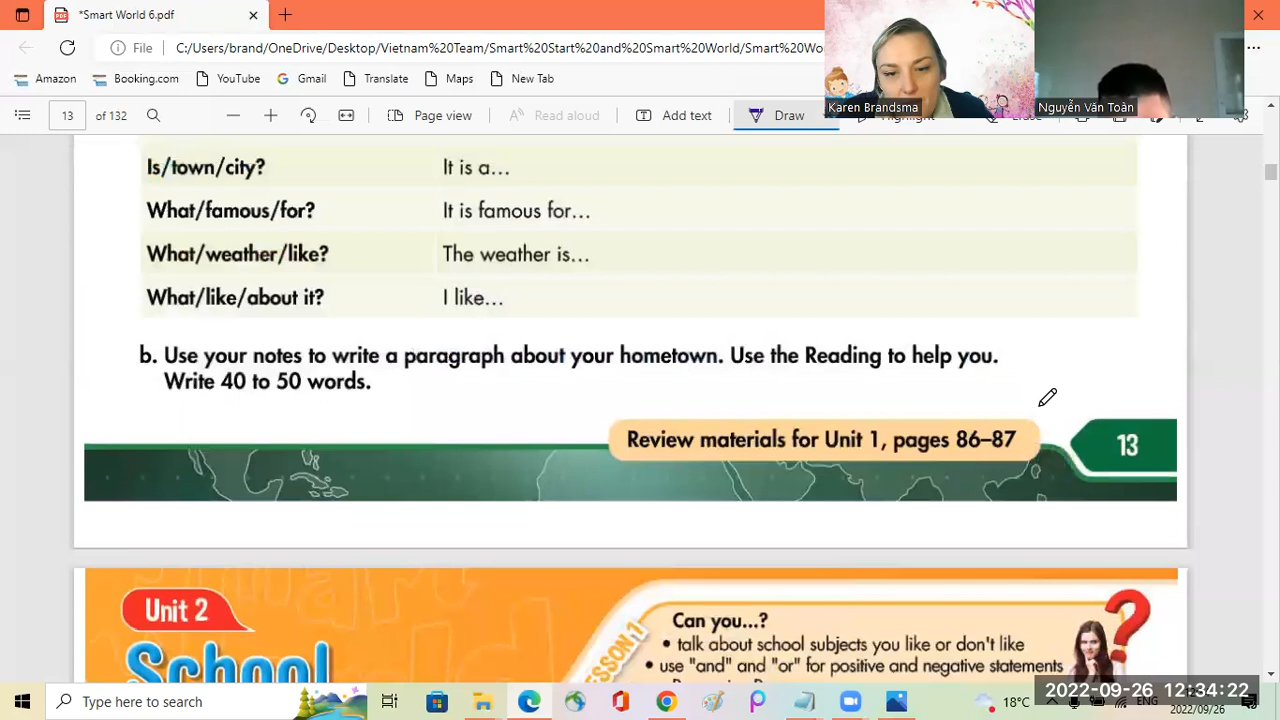 *Smart World 6.pdf
File
C:/Users/brand/OneDrive/Desktop/Vietnam%20Team/Smart%20Start%20and%20Smart%20World/Smart%20Wo
Amazon
Booking.com
YouTube
Gmail
Translate
Maps
New Tab
Karen Brandsma
Nguyễn Văn Toàn
13 of 132
Page view
Read aloud
Add text
Draw
Is/town/city? It is a...
What/famous/for? It is famous for...
What/weather/like? The weather is...
What/like/about it? I like...
b. Use your notes to write a paragraph about your hometown. Use the Reading to help you.
Write 40 to 50 words.
Review materials for Unit 1, pages 86–87
13
Unit 2
School
LESSON 1
Can you...?
• talk about school subjects you like or don't like
• use "and" and "or" for positive and negative statements
Type here to search
18°C
ENG
2022-09-26 12:34:22
2022/09/26